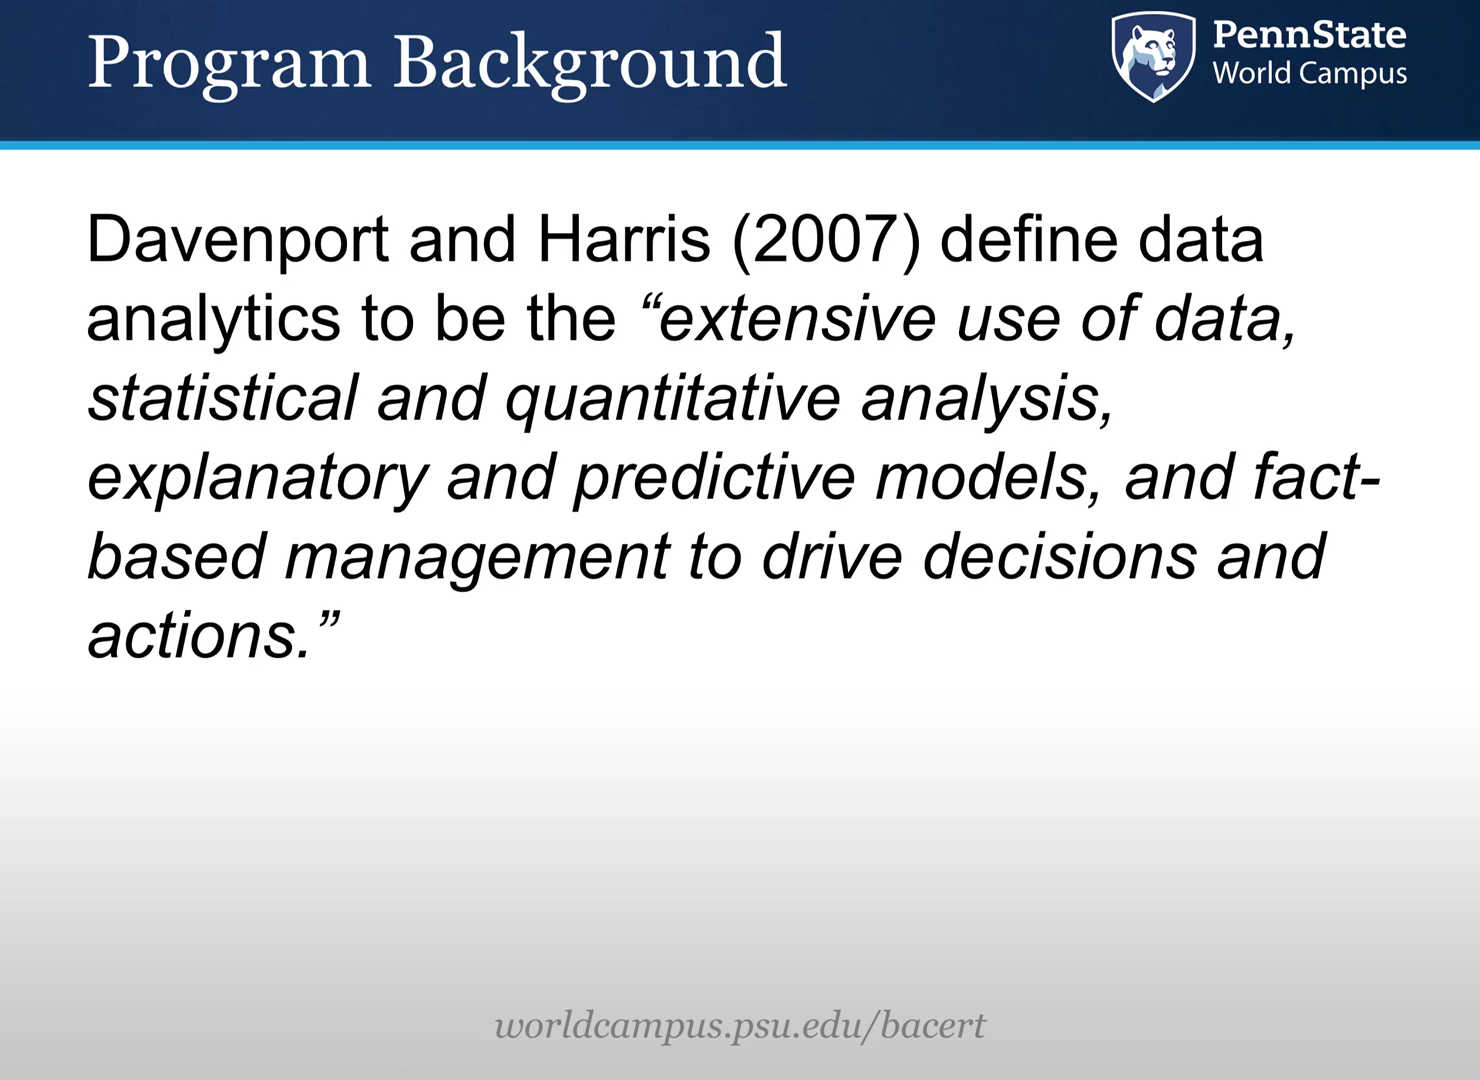 Program Background
PennState
World Campus
Davenport and Harris (2007) define data
analytics to be the “extensive use of data,
statistical and quantitative analysis,
explanatory and predictive models, and fact-
based management to drive decisions and
actions.”
worldcampus.psu.edu/bacert